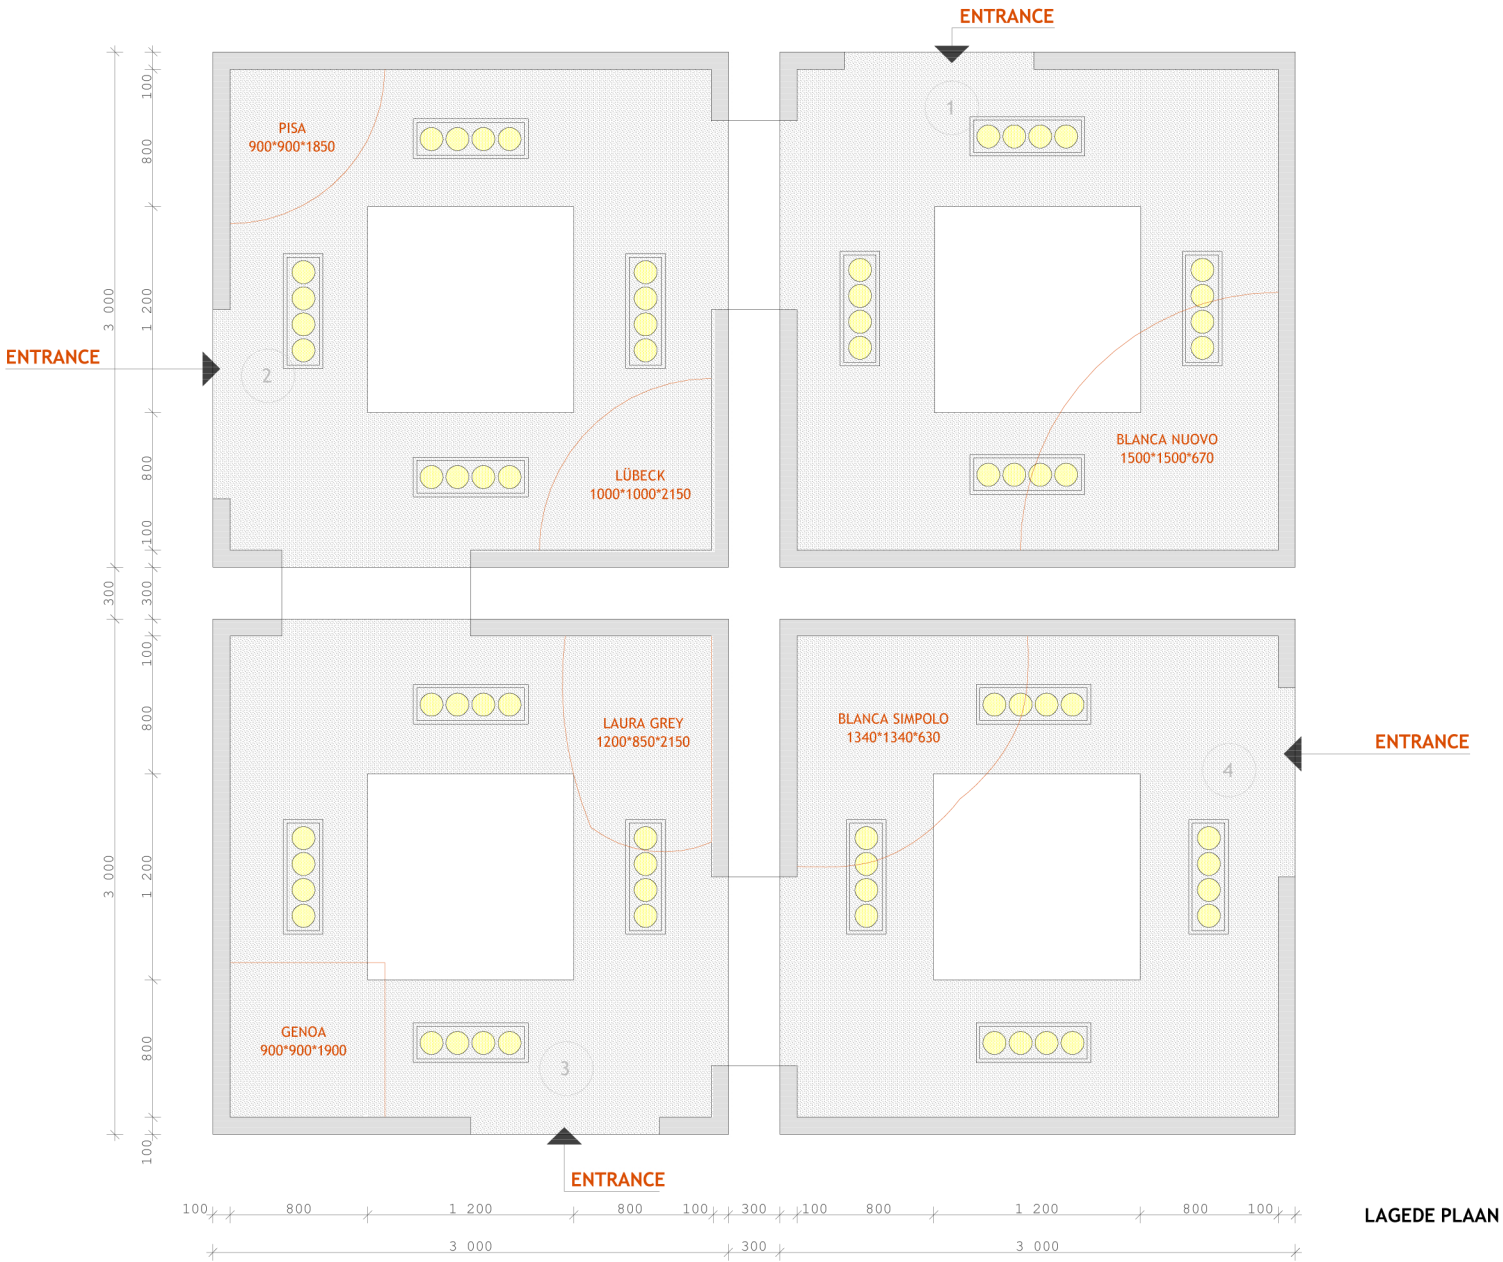 ENTRANCE
1
PISA
900*900*1850
ENTRANCE
2
LÜBECK
1000*1000*2150
BLANCA NUOVO
1500*1500*670
LAURA GREY
1200*850*2150
BLANCA SIMPOLO
1340*1340*630
ENTRANCE
4
GENOA
900*900*1900
3
ENTRANCE
100
800
1 200
800
100
300
100
800
1 200
800
100
3 000
300
3 000
100 800 1 200 800 100 300 100 800 1 200 800 100
LAGEDE PLAAN
3 000 300 3 000